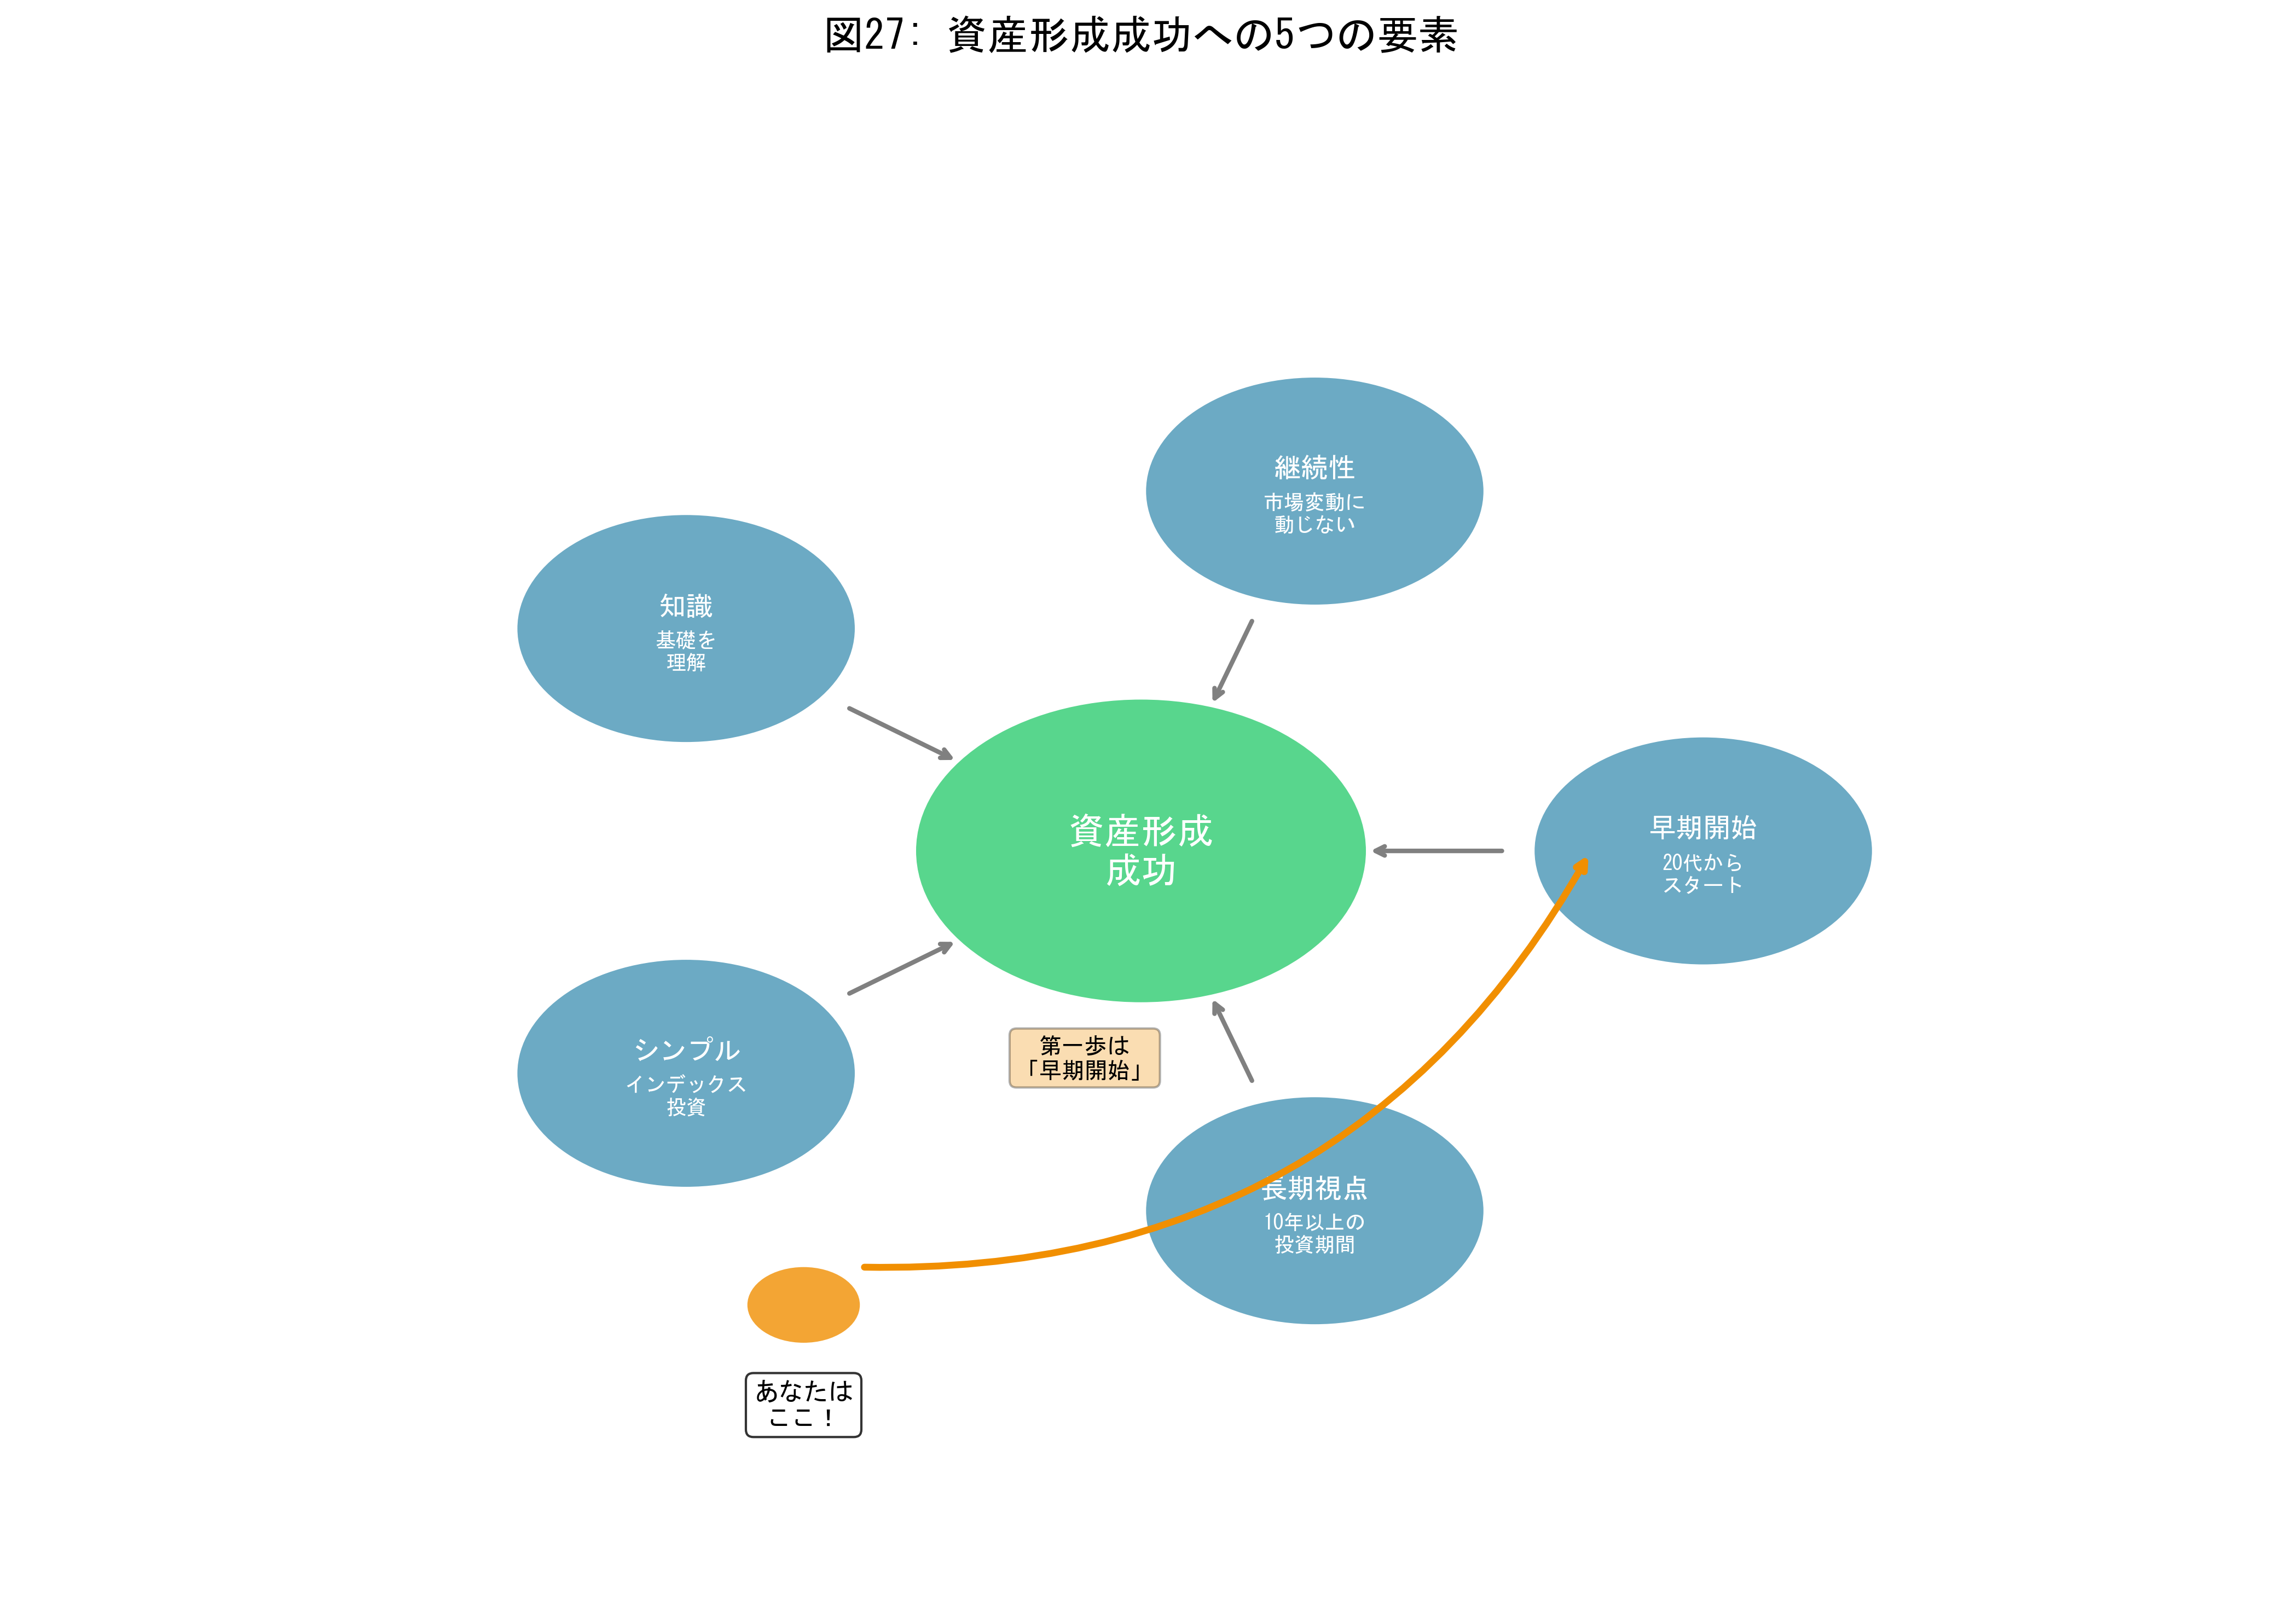 図27: 資産形成成功への5つの要素
継続性
市場変動に
動じない
知識
基礎を
理解
資産形成
成功
早期開始
20代から
スタート
シンプル
インデックス
投資
第一歩は
「早期開始」
長期視点
10年以上の
投資期間
あなたは
ここ！